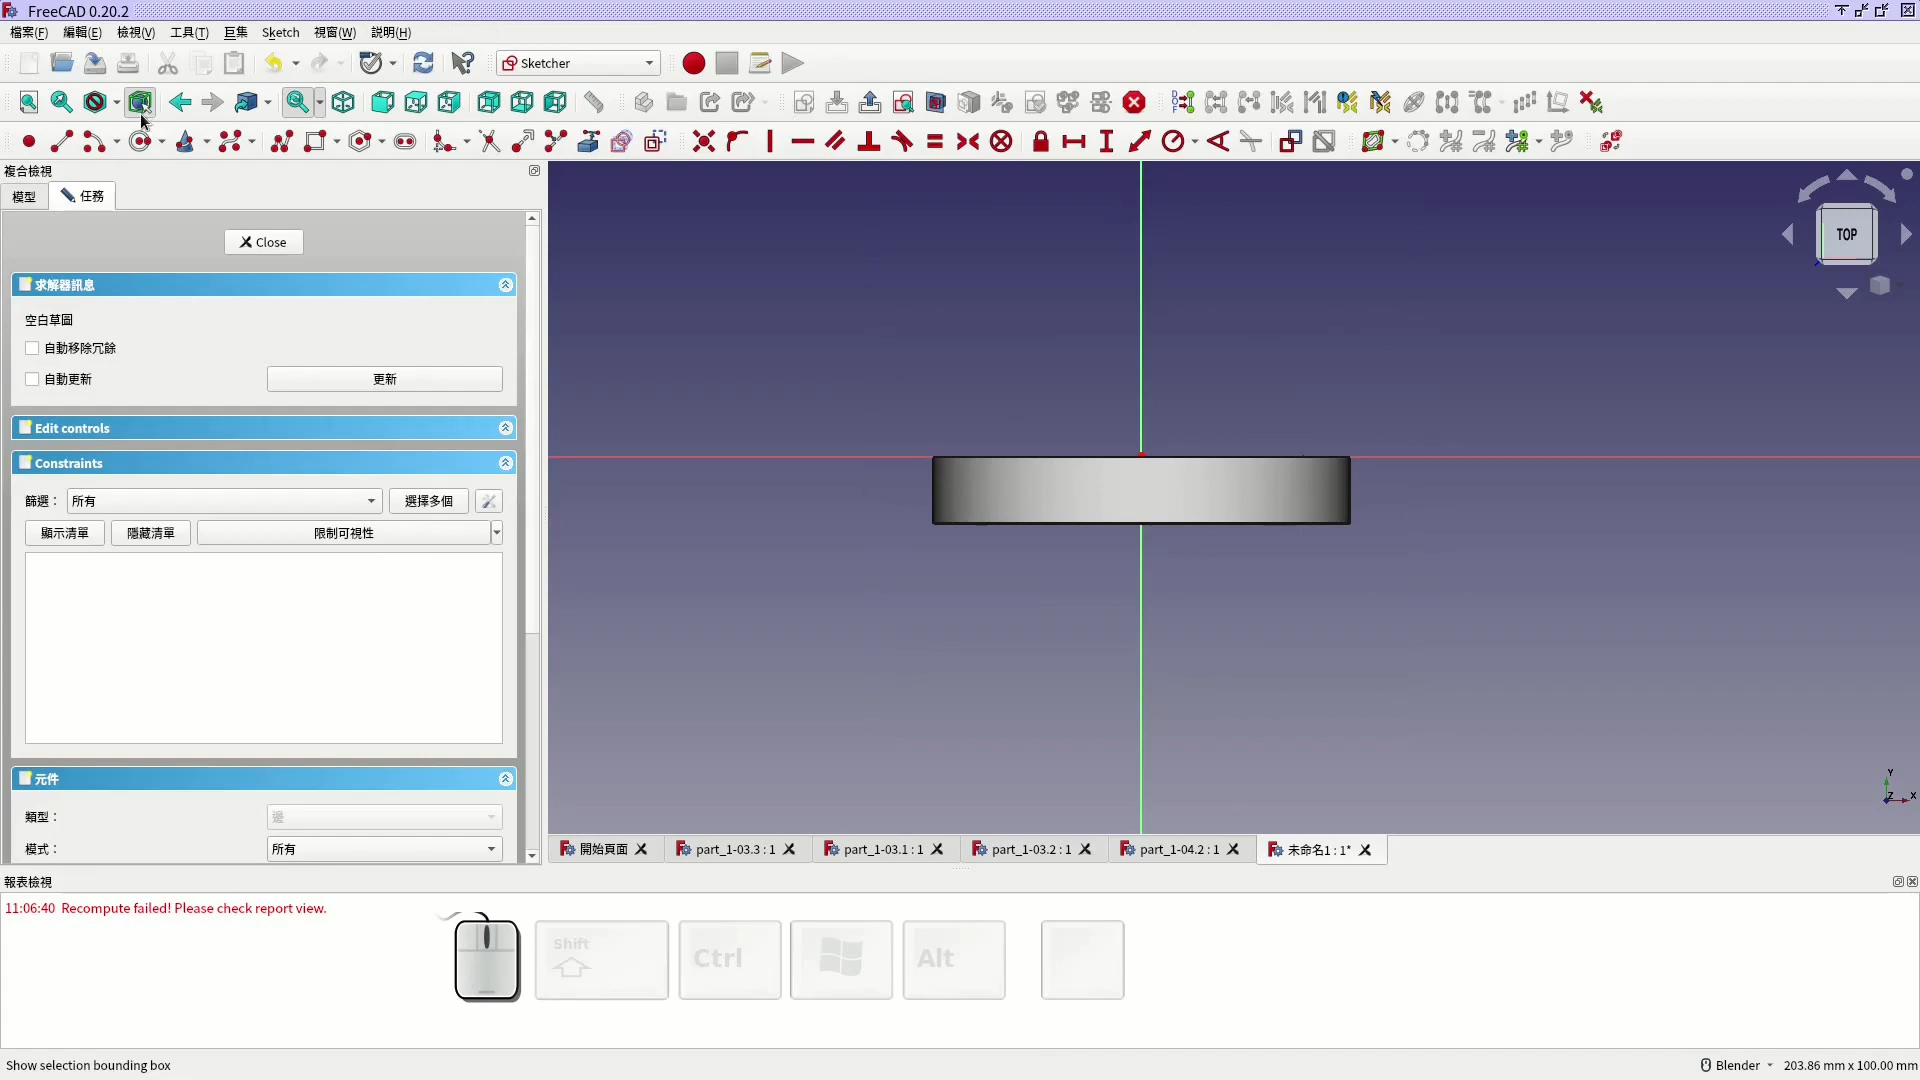 FreeCAD 0.20.2
檔案(F) 編輯(E) 檢視(V) 工具(T) 巨集 Sketch 視窗(W) 說明(H)
Sketcher
複合檢視
模型 任務
Close
求解器訊息
空白草圖
自動移除冗餘
自動更新 更新
Edit controls
Constraints
篩選： 所有 選擇多個
顯示清單 隱藏清單 限制可視性
元件
類型： 邊
模式： 所有
TOP
Y
Z X
開始頁面 part_1-03.3 : 1 part_1-03.1 : 1 part_1-03.2 : 1 part_1-04.2 : 1 未命名1 : 1*
報表檢視
11:06:40 Recompute failed! Please check report view.
Shift Ctrl Alt
Show selection bounding box
Blender 203.86 mm x 100.00 mm